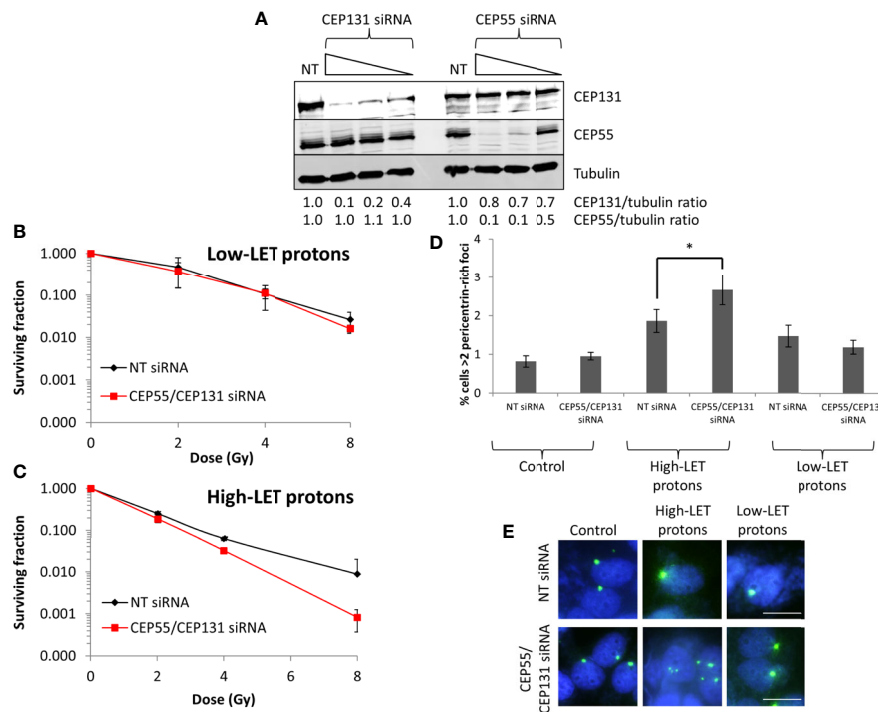 A
CEP131 siRNA CEP55 siRNA
NT NT
CEP131
CEP55
Tubulin
1.0 0.1 0.2 0.4 1.0 0.8 0.7 0.7 CEP131/tubulin ratio
1.0 1.0 1.1 1.0 1.0 0.1 0.1 0.5 CEP55/tubulin ratio
B
Low-LET protons
Surviving fraction
1.000
0.100
0.010
0.001
0.000
NT siRNA
CEP55/CEP131 siRNA
0 2 4 8
Dose (Gy)
C
High-LET protons
Surviving fraction
1.000
0.100
0.010
0.001
0.000
NT siRNA
CEP55/CEP131 siRNA
0 2 4 8
Dose (Gy)
D
% cells >2 pericentrin-rich foci
4
3
2
1
0
*
NT siRNA CEP55/CEP131 NT siRNA CEP55/CEP131 NT siRNA CEP55/CEP131
siRNA siRNA siRNA
Control High-LET Low-LET
protons protons
E
Control High-LET Low-LET
protons protons
NT siRNA
CEP55/
CEP131 siRNA